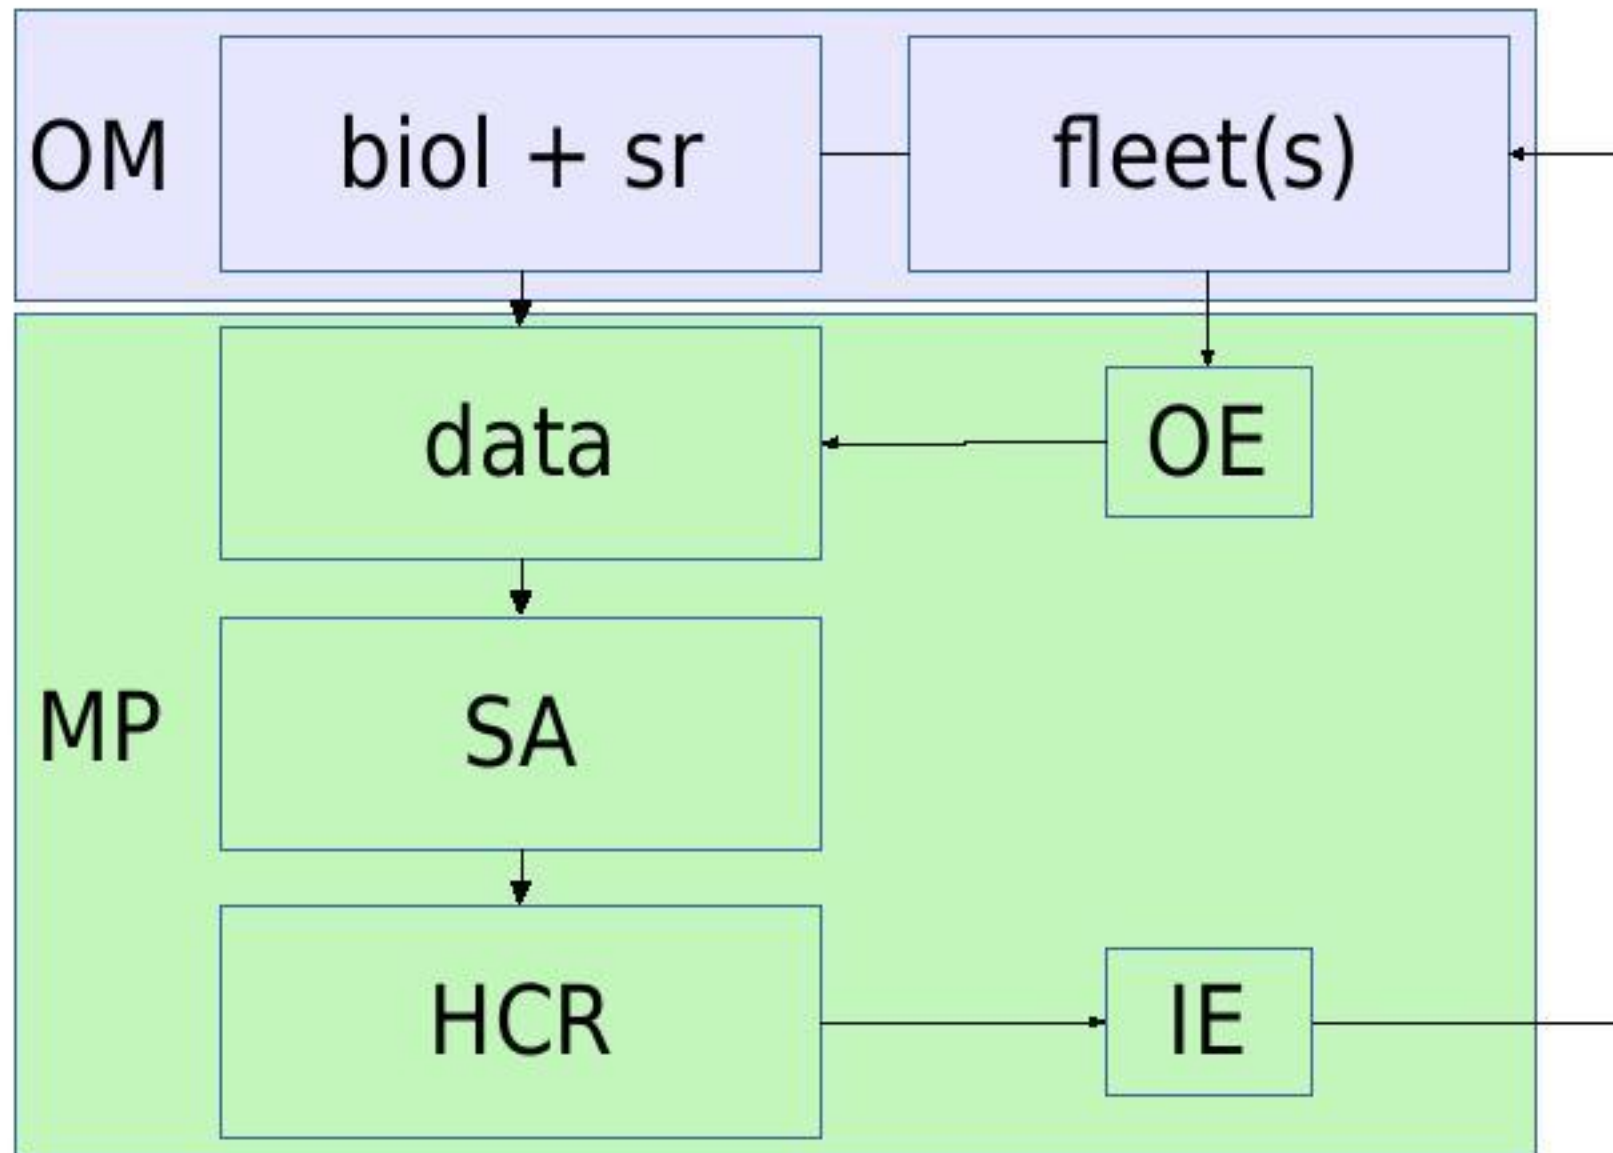 OM
biol + sr
fleet(s)
data
OE
MP
SA
HCR
IE